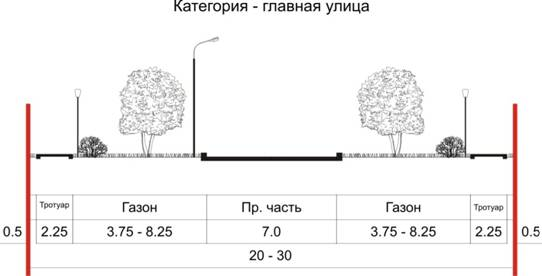 Категория - главная улица
Тротуар Газон Пр. часть Газон Тротуар
0.5 2.25 3.75 - 8.25 7.0 3.75 - 8.25 2.25 0.5
20 - 30